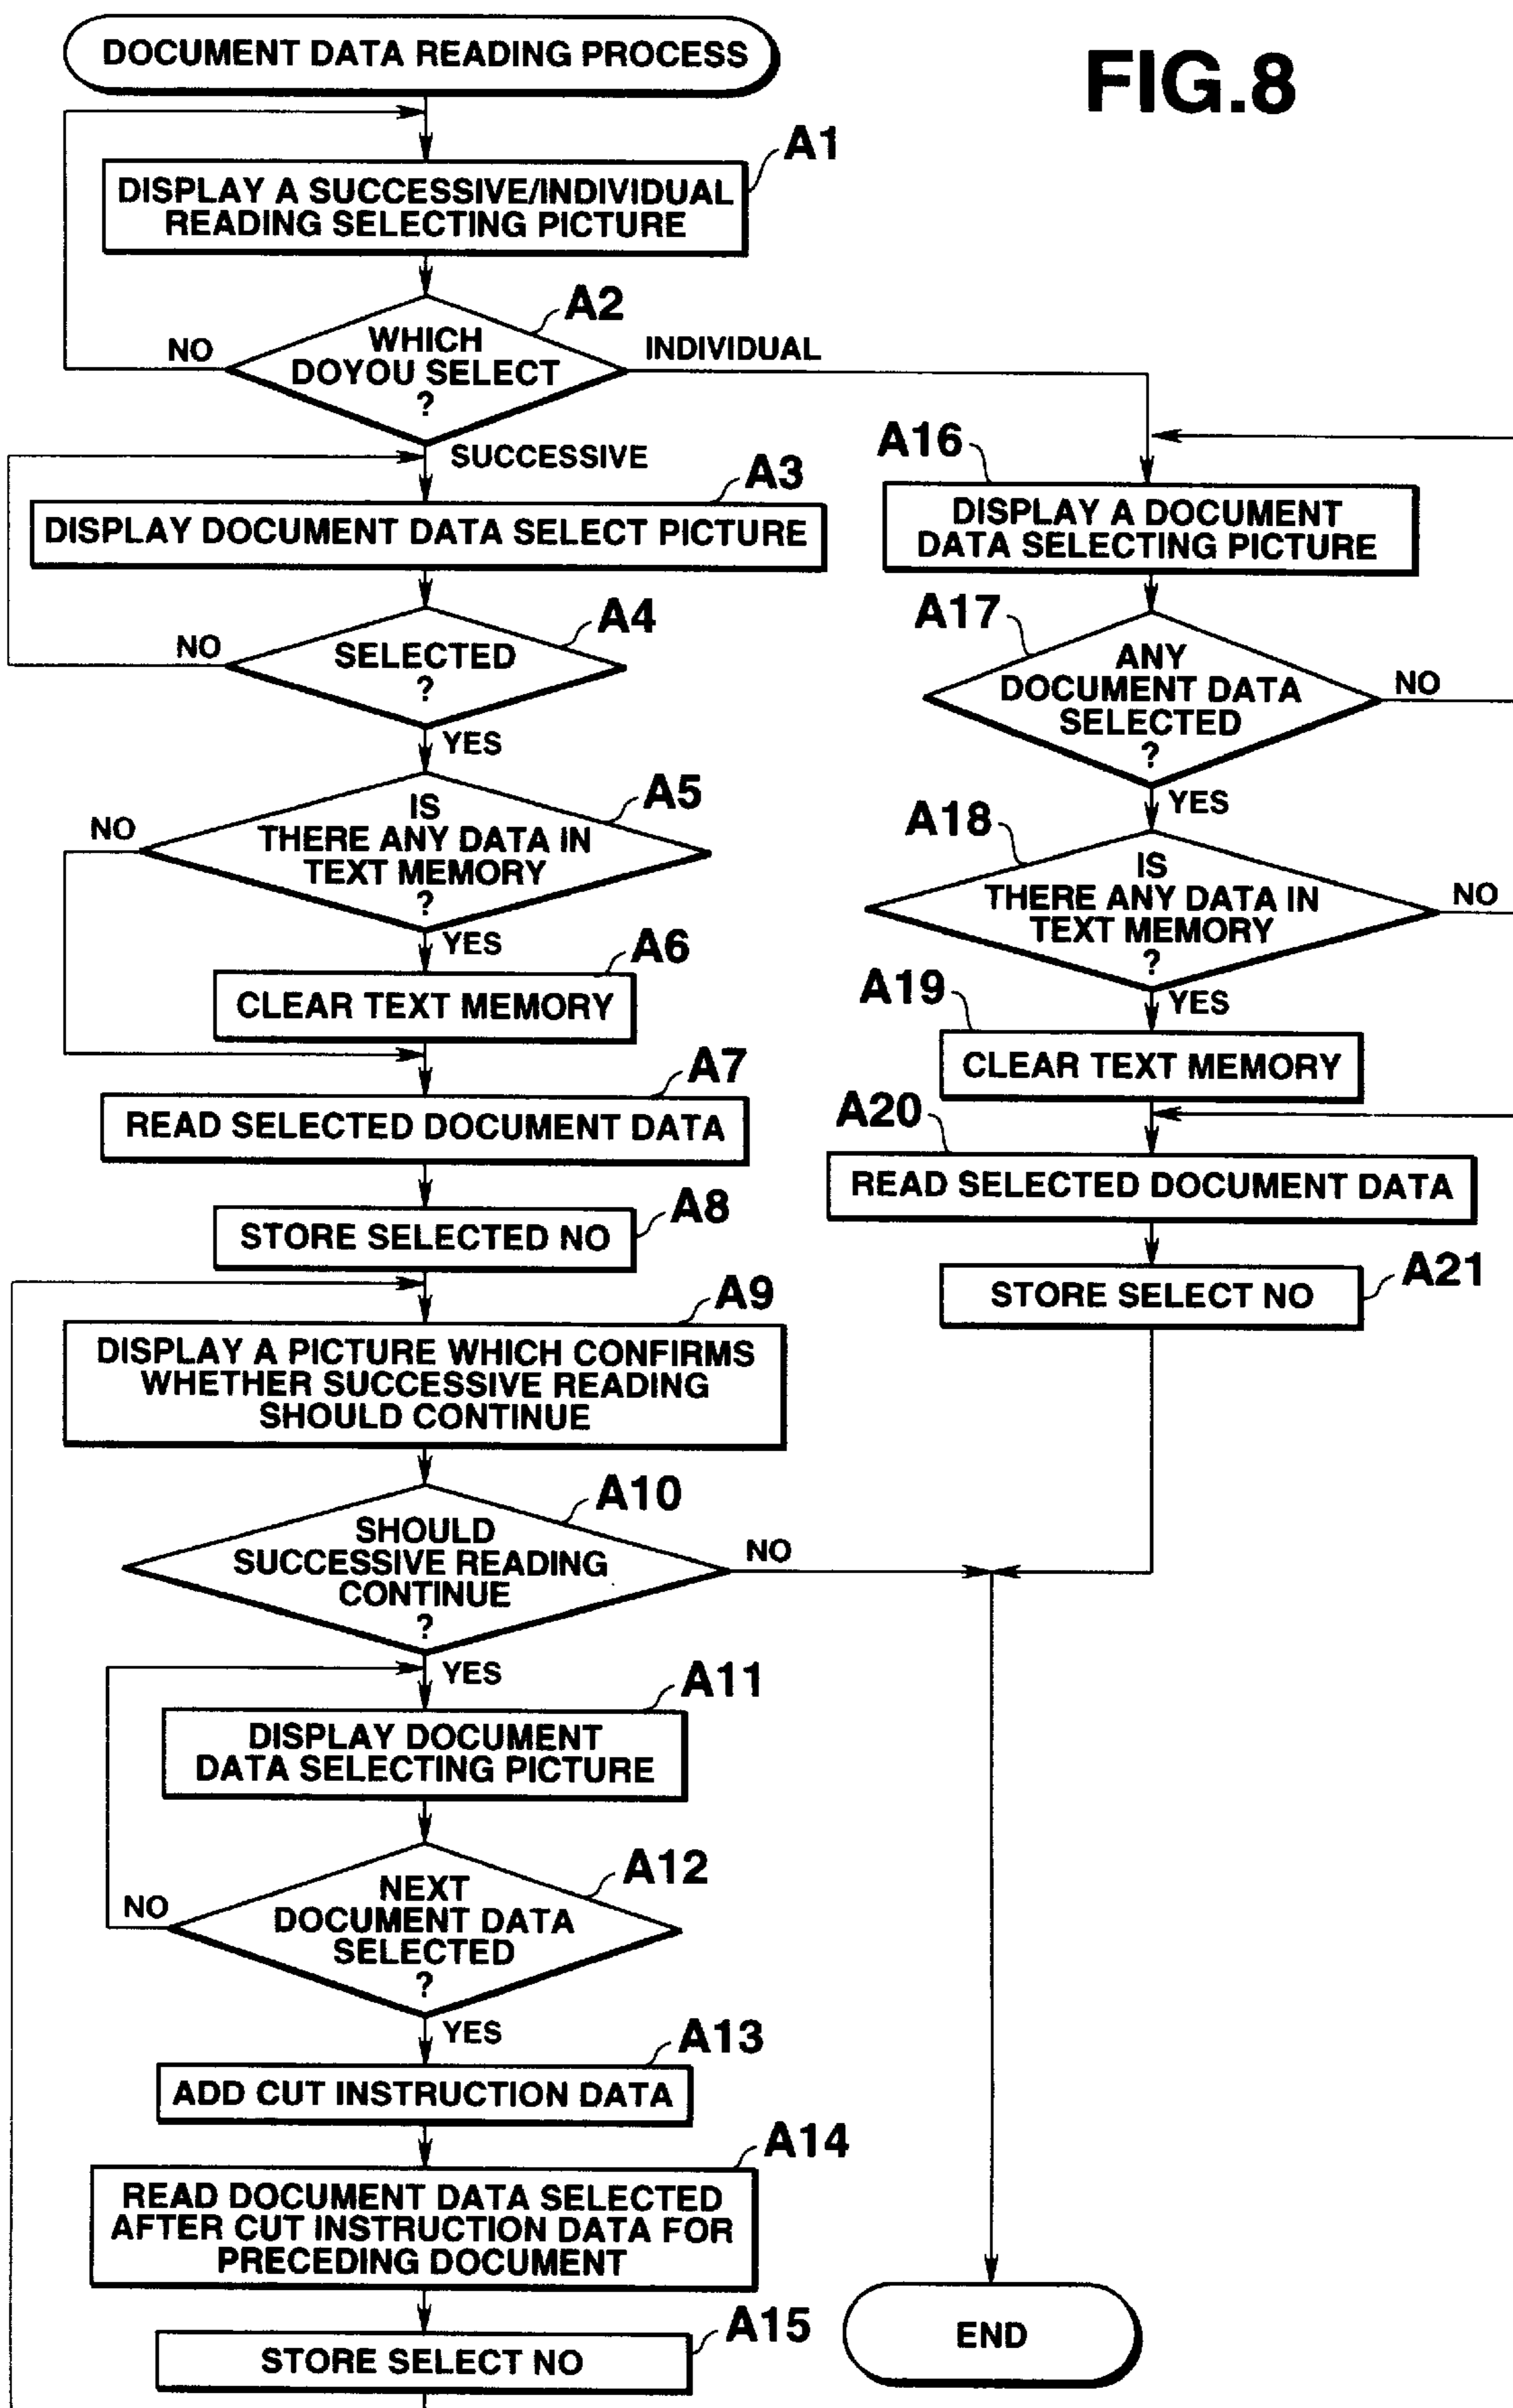 DOCUMENT DATA READING PROCESS
FIG.8
A1
DISPLAY A SUCCESSIVE/INDIVIDUAL
READING SELECTING PICTURE
A2
WHICH
DOYOU SELECT
?
NO
INDIVIDUAL
SUCCESSIVE
A3
DISPLAY DOCUMENT DATA SELECT PICTURE
A4
SELECTED
?
NO
YES
A5
IS
THERE ANY DATA IN
TEXT MEMORY
?
NO
YES
A6
CLEAR TEXT MEMORY
A7
READ SELECTED DOCUMENT DATA
A8
STORE SELECTED NO
A9
DISPLAY A PICTURE WHICH CONFIRMS
WHETHER SUCCESSIVE READING
SHOULD CONTINUE
A10
SHOULD
SUCCESSIVE READING
CONTINUE
?
NO
YES
A11
DISPLAY DOCUMENT
DATA SELECTING PICTURE
A12
NEXT
DOCUMENT DATA
SELECTED
?
NO
YES
A13
ADD CUT INSTRUCTION DATA
A14
READ DOCUMENT DATA SELECTED
AFTER CUT INSTRUCTION DATA FOR
PRECEDING DOCUMENT
A15
STORE SELECT NO
A16
DISPLAY A DOCUMENT
DATA SELECTING PICTURE
A17
ANY
DOCUMENT DATA
SELECTED
?
NO
YES
A18
IS
THERE ANY DATA IN
TEXT MEMORY
?
NO
YES
A19
CLEAR TEXT MEMORY
A20
READ SELECTED DOCUMENT DATA
A21
STORE SELECT NO
END